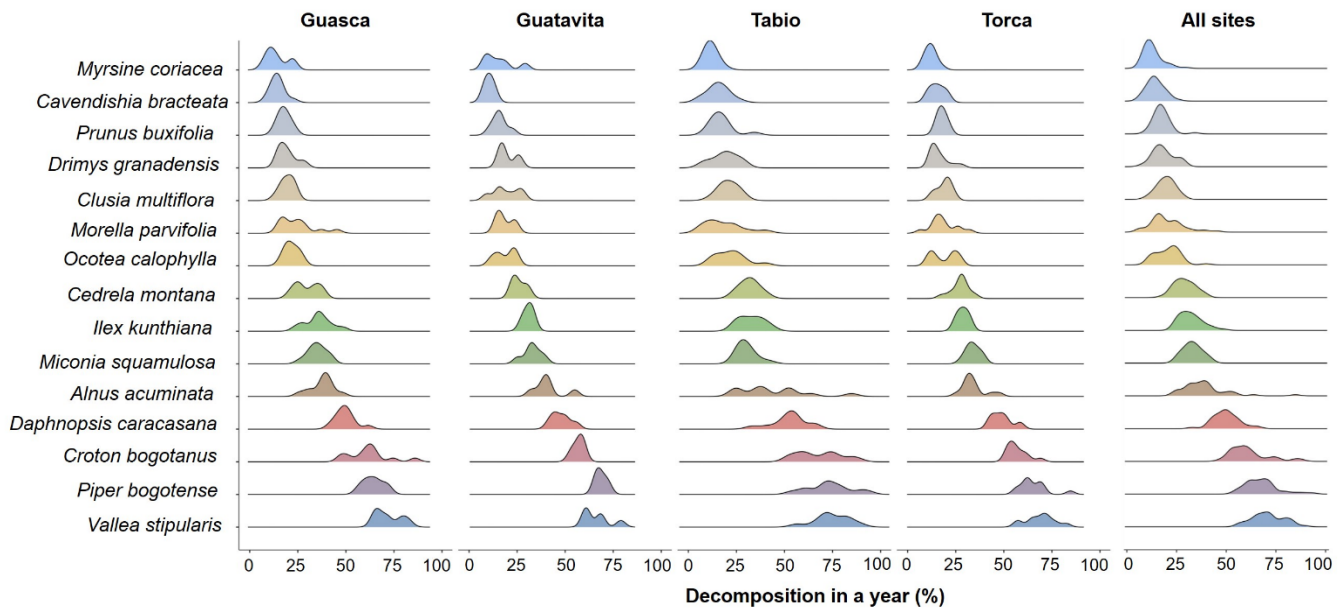 Guasca Guatavita Tabio Torca All sites
Myrsine coriacea
Cavendishia bracteata
Prunus buxifolia
Drimys granadensis
Clusia multiflora
Morella parvifolia
Ocotea calophylla
Cedrela montana
Ilex kunthiana
Miconia squamulosa
Alnus acuminata
Daphnopsis caracasana
Croton bogotanus
Piper bogotense
Vallea stipularis
0 25 50 75 100 0 25 50 75 100 0 25 50 75 100 0 25 50 75 100 0 25 50 75 100
Decomposition in a year (%)